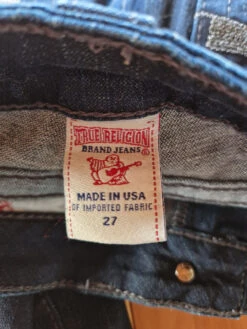 TRUE RELIGION
BRAND JEANS
MADE IN USA
OF IMPORTED FABRIC
27